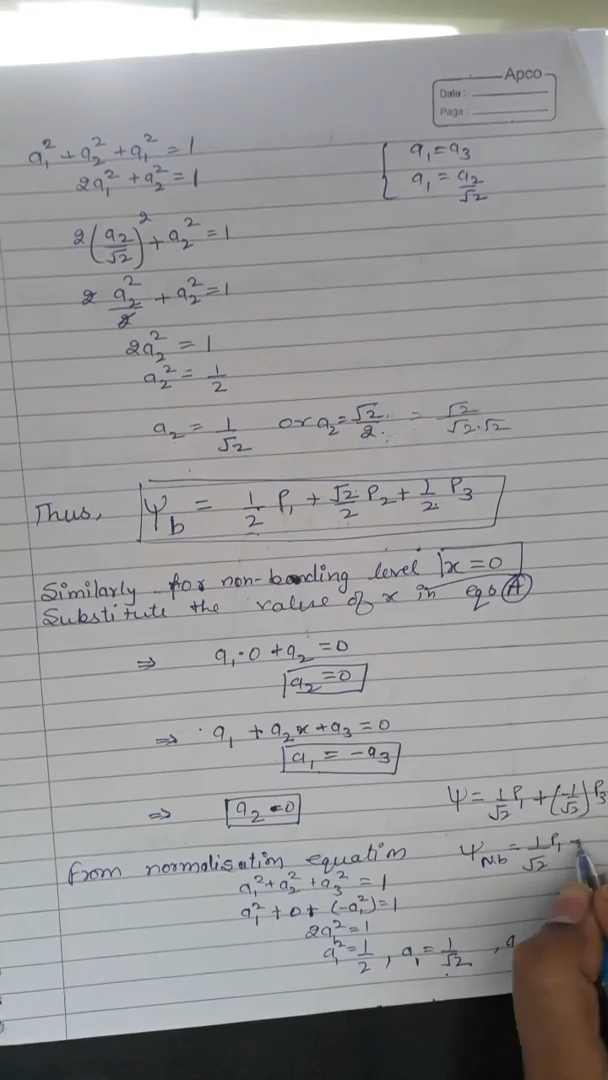 Apco
Date :
Page :
a₁² + a₂² + a₁² = 1
2a₁² + a₂² = 1
a₁ = a₃
a₁ = a₂/√2
2(a₂/√2)² + a₂² = 1
2 a₂²/2 + a₂² = 1
2a₂² = 1
a₂² = 1/2
a₂ = 1/√2 or a₂ = √2/2 = √2/√2.√2
Thus, Ψb = 1/2 P₁ + √2/2 P₂ + 1/2 P₃
Similarly for non-bonding level x = 0
Substitute the value of x in eqs (A)
⇒ a₁·0 + a₂ = 0
a₂ = 0
⇒ a₁ + a₂x + a₃ = 0
a₁ = -a₃
⇒ a₂ = 0
Ψ = 1/√2 P₁ + (-1/√2) P₃
from normalisation equation
ΨN.b = 1/√2 P₁ -
a₁² + a₂² + a₃² = 1
a₁² + 0 + (-a₁²) = 1
2a₁² = 1
a₁² = 1/2 , a₁ = 1/√2 , a